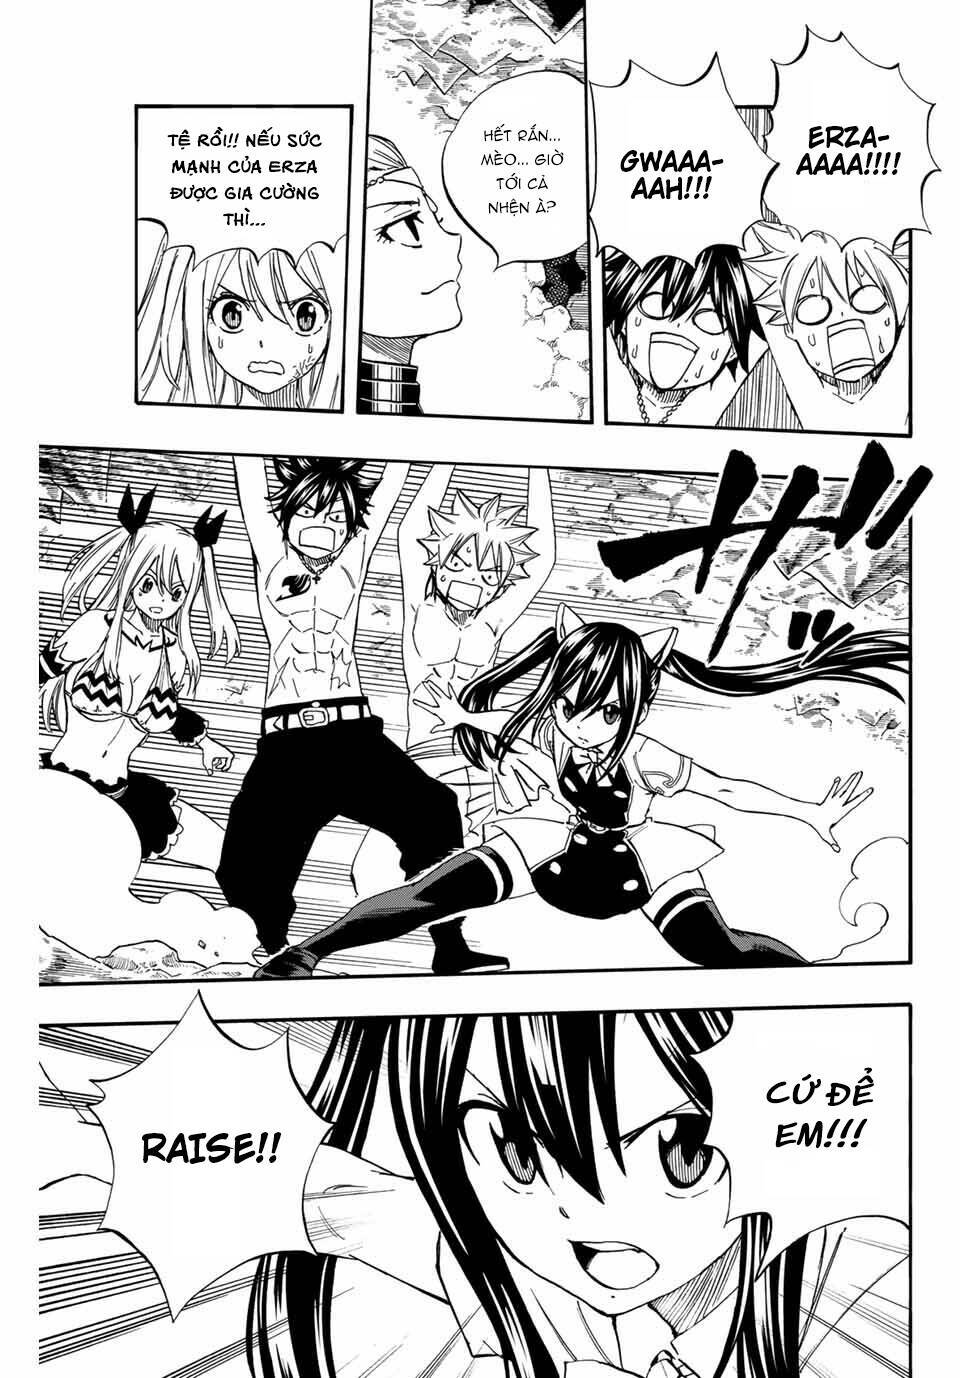 ERZA-
AAAA!!!!
GWAAA-
AAH!!!
HẾT RẮN...
MÈO... GIỜ
TỚI CẢ
NHỆN À?
TỆ RỒI!! NẾU SỨC
MẠNH CỦA ERZA
ĐƯỢC GIA CƯỜNG
THÌ...
ザッ
CỨ ĐỂ
EM!!!
RAISE!!